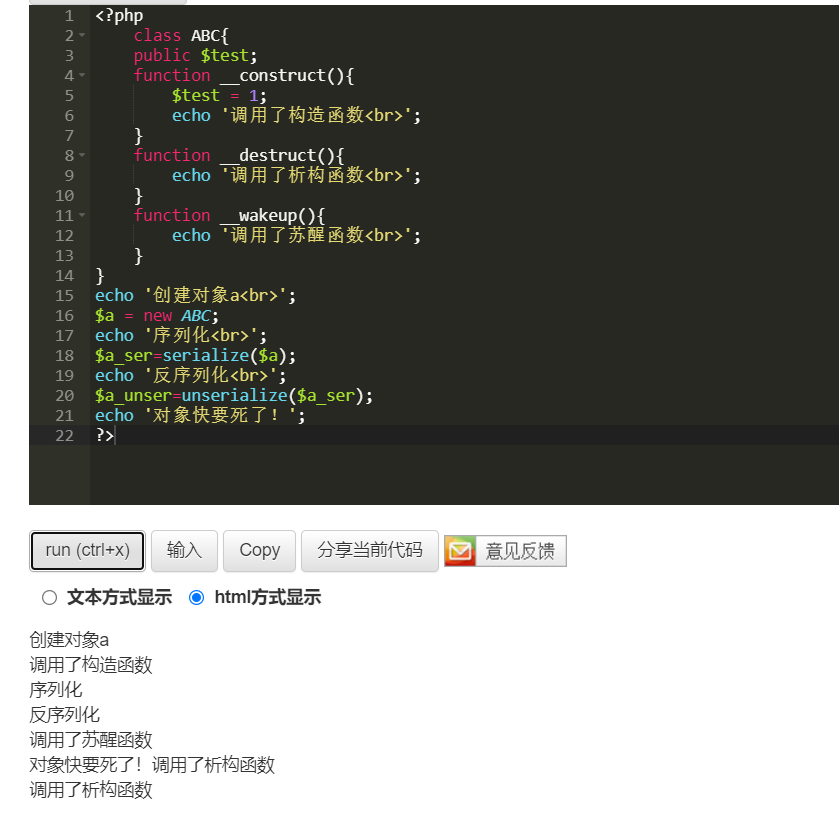 1 <?php
2 class ABC{
3 public $test;
4 function __construct(){
5 $test = 1;
6 echo '调用了构造函数<br>';
7 }
8 function __destruct(){
9 echo '调用了析构函数<br>';
10 }
11 function __wakeup(){
12 echo '调用了苏醒函数<br>';
13 }
14 }
15 echo '创建对象a<br>';
16 $a = new ABC;
17 echo '序列化<br>';
18 $a_ser=serialize($a);
19 echo '反序列化<br>';
20 $a_unser=unserialize($a_ser);
21 echo '对象快要死了！';
22 ?>
run (ctrl+x) 输入 Copy 分享当前代码 意见反馈
文本方式显示 html方式显示
创建对象a
调用了构造函数
序列化
反序列化
调用了苏醒函数
对象快要死了！调用了析构函数
调用了析构函数